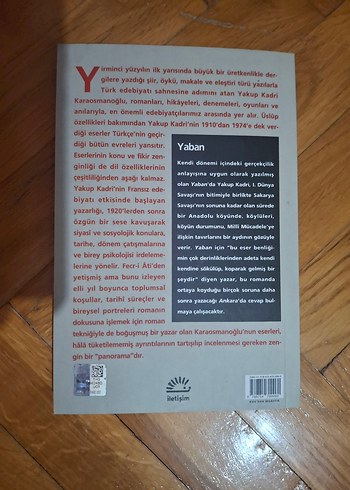 Yirminci yüzyılın ilk yarısında büyük bir üretkenlikle der-
gilere yazdığı şiir, öykü, makale ve eleştiri türü yazılarla
Türk edebiyatı sahnesine adımını atan Yakup Kadri
Karaosmanoğlu, romanları, hikâyeleri, denemeleri, oyunları ve
anılarıyla, en önemli edebiyatçılarımız arasında yer alır. Üslûp
özellikleri bakımından Yakup Kadri'nin 1910'dan 1974'e dek ver-
diği eserler Türkçe'nin geçir-
diği bütün evreleri yansıtır.
Eserlerinin konu ve fikir zen-
ginliği de dil özelliklerinin
çeşitliliğinden aşağı kalmaz.
Yakup Kadri'nin Fransız ede-
biyatı etkisinde başlayan
yazarlığı, 1920'lerden sonra
özgün bir sese kavuşarak
siyasi ve sosyolojik konulara,
tarihe, dönem çatışmalarına
ve birey psikolojisi irdeleme-
lerine yönelir. Fecr-i Âti'den
yetişmiş ama bunu izleyen
elli yıl boyunca toplumsal
koşullar, tarihî süreçler ve
bireysel portreleri romanın
dokusuna işlemek için roman
tekniğiyle de boğuşmuş bir yazar olan Karaosmanoğlu'nun eserleri,
hâlâ tüketilememiş ayrıntılarının tartışılıp incelenmesi gereken zen-
gin bir "panorama"dır.
Yaban
Kendi dönemi içindeki gerçekçilik
anlayışına uygun olarak yazılmış
olan Yaban'da Yakup Kadri, I. Dünya
Savaşı'nın bitimiyle birlikte Sakarya
Savaşı'nın sonuna kadar olan sürede
bir Anadolu köyünde, köylüleri,
köyün durumunu, Milli Mücadele'ye
ilişkin tavırlarını bir aydının gözüyle
verir. Yaban için "bu eser benliği-
min çok derinliklerinden adeta kendi
kendine sökülüp, koparak gelmiş bir
şeydir" diyen yazar, bu romanda
ortaya koyduğu birçok soruna daha
sonra yazacağı Ankara'da cevap bul-
maya çalışacaktır.
iletişim